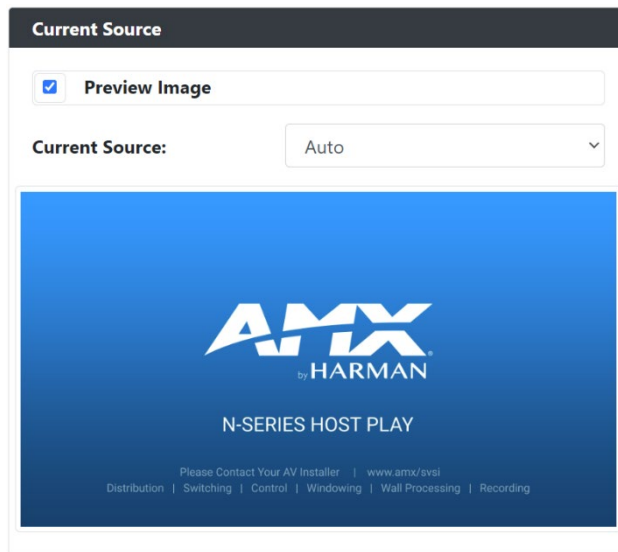 Current Source
Preview Image
Current Source: Auto
AMX
by HARMAN
N-SERIES HOST PLAY
Please Contact Your AV Installer | www.amx/svsi
Distribution | Switching | Control | Windowing | Wall Processing | Recording